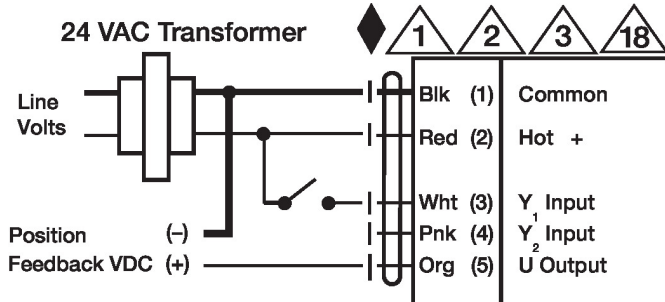 24 VAC Transformer
1 2 3 18
Line
Volts
Blk (1) Common
Red (2) Hot +
Wht (3) Y1 Input
Pnk (4) Y2 Input
Org (5) U Output
Position (–)
Feedback VDC (+)